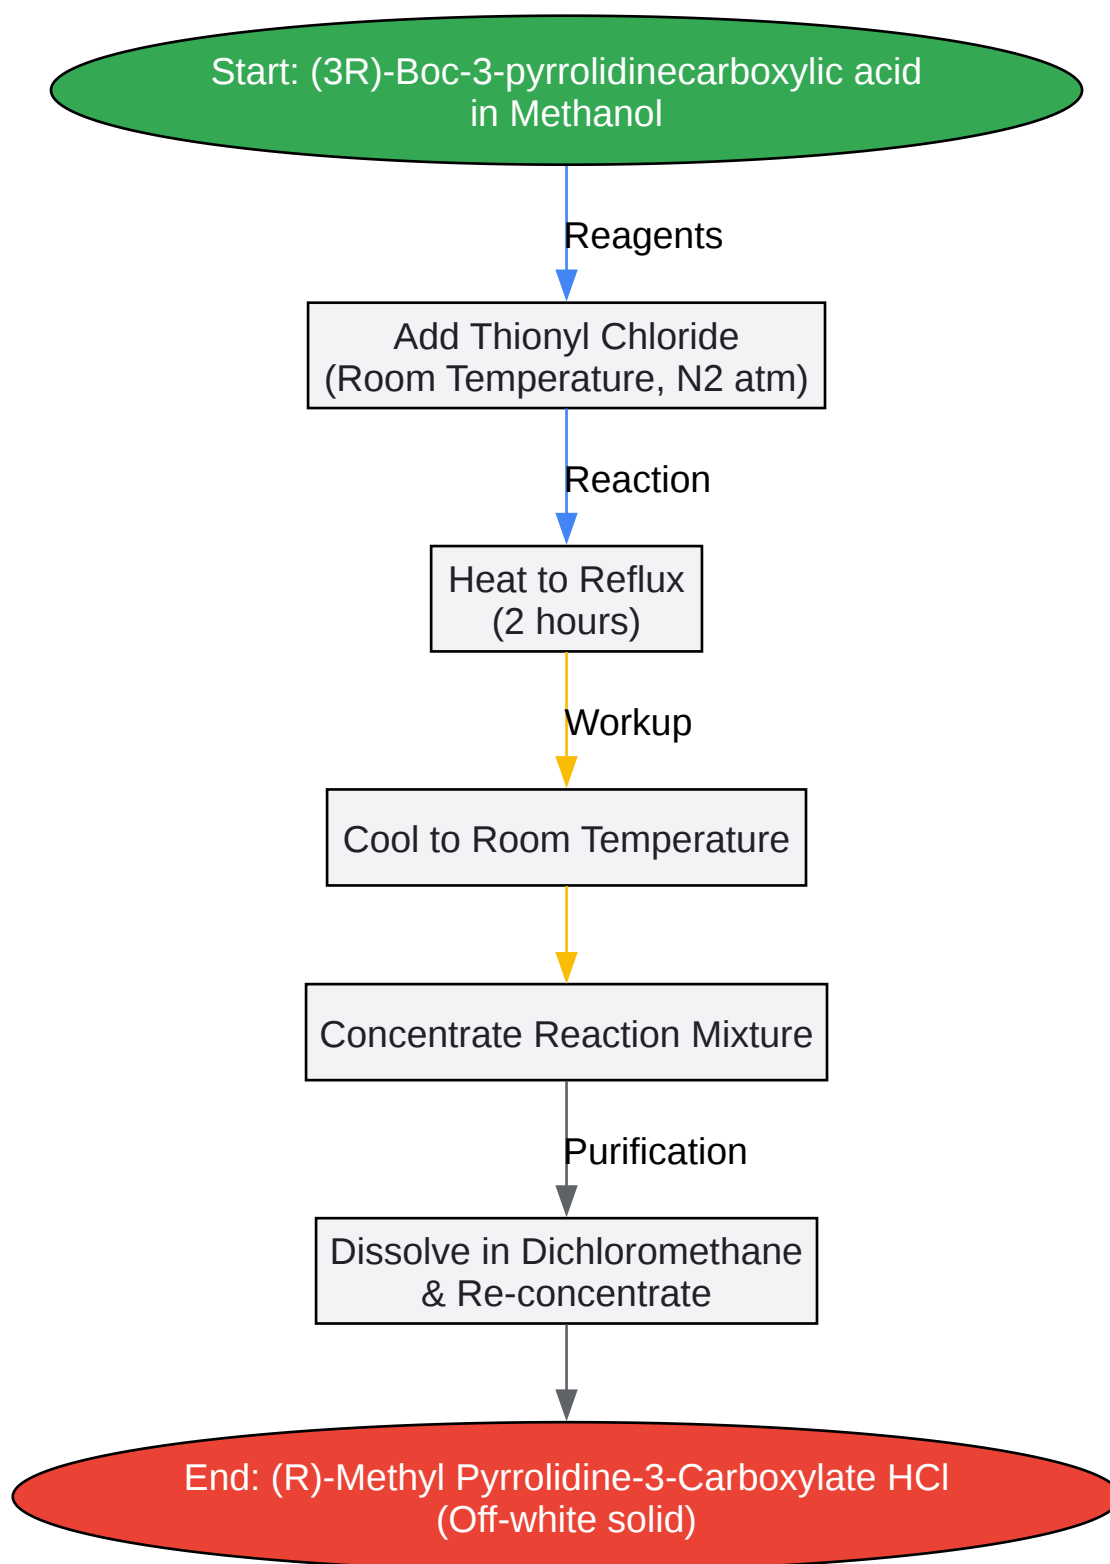 Start: (3R)-Boc-3-pyrrolidinecarboxylic acid
in Methanol
Reagents
Add Thionyl Chloride
(Room Temperature, N2 atm)
Reaction
Heat to Reflux
(2 hours)
Workup
Cool to Room Temperature
Concentrate Reaction Mixture
Purification
Dissolve in Dichloromethane
& Re-concentrate
End: (R)-Methyl Pyrrolidine-3-Carboxylate HCl
(Off-white solid)